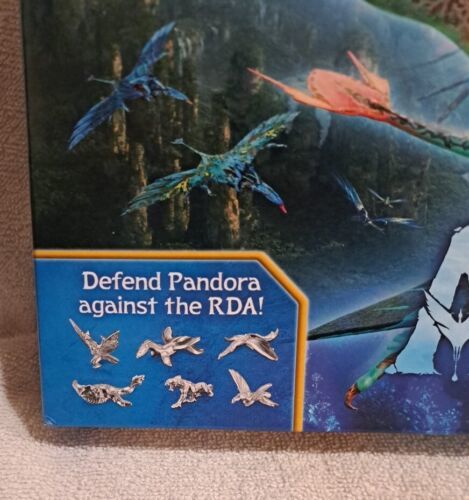 Defend Pandora
against the RDA!